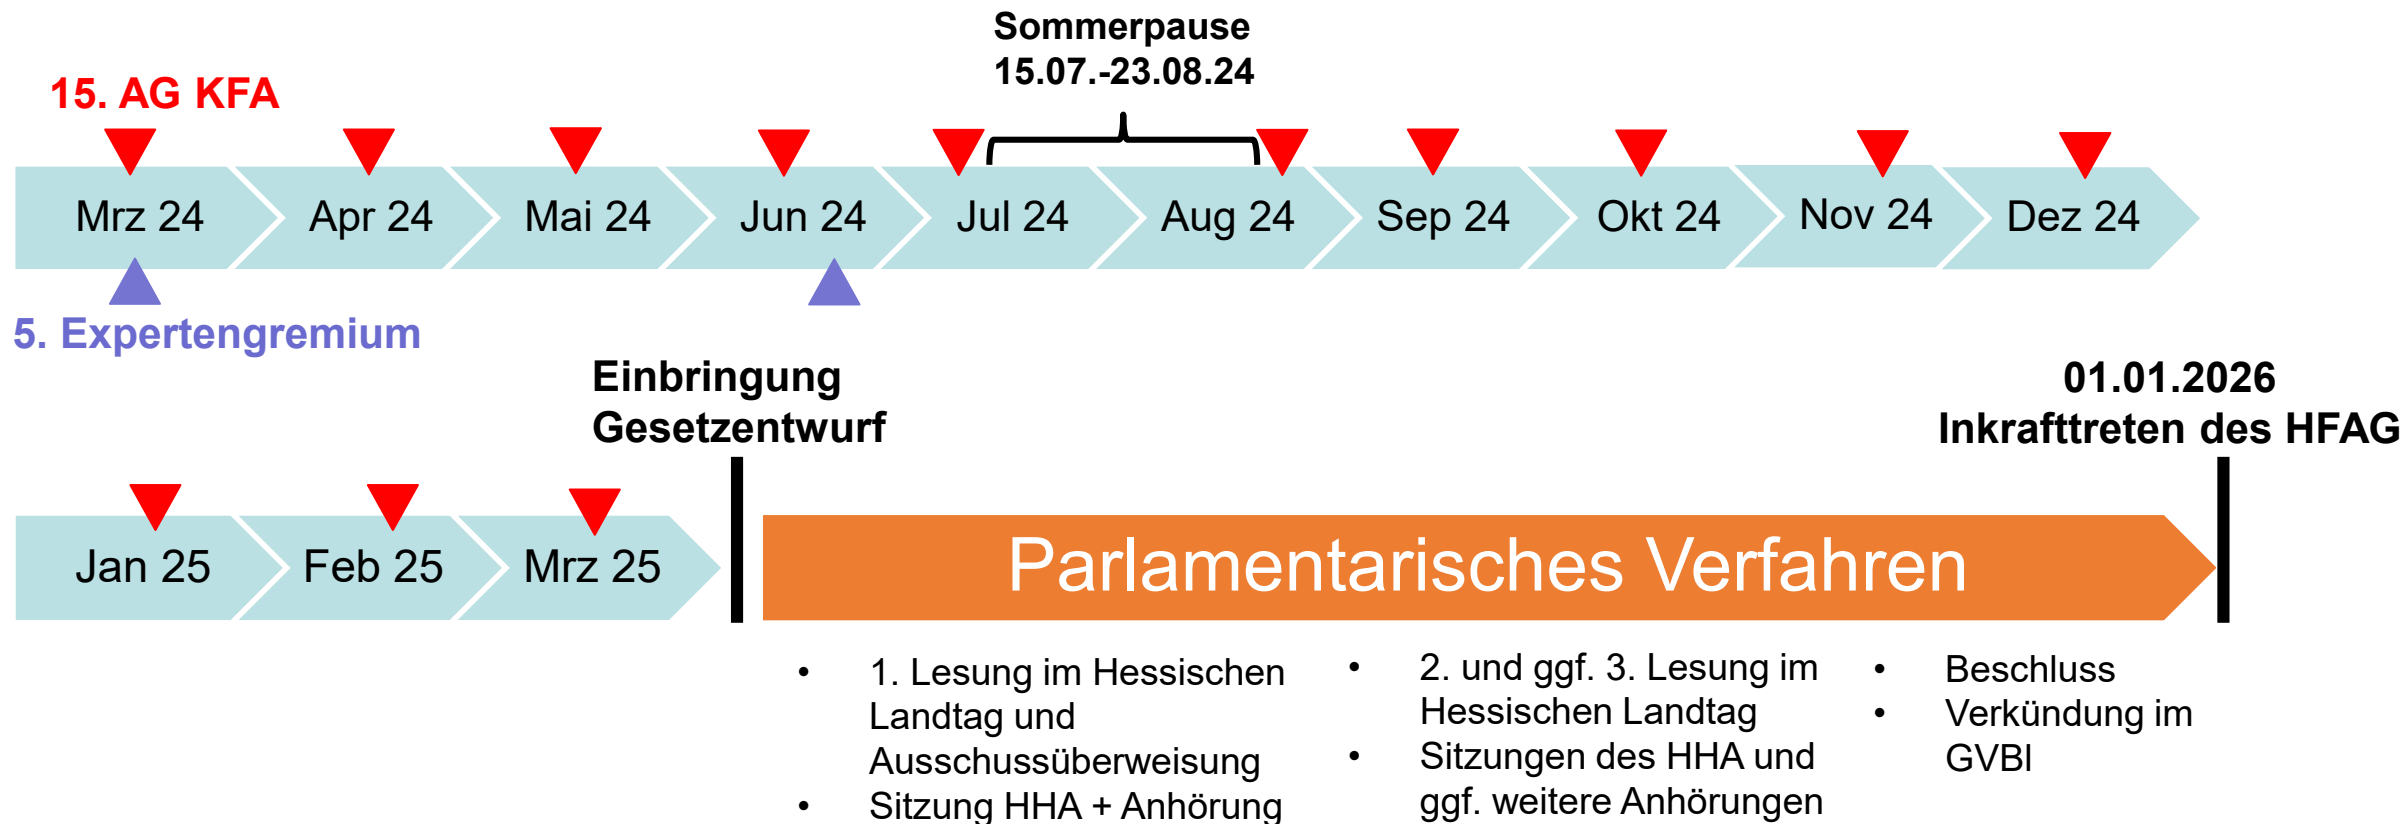 Sommerpause
15.07.-23.08.24
15. AG KFA
Mrz 24
Apr 24
Mai 24
Jun 24
Jul 24
Aug 24
Sep 24
Okt 24
Nov 24
Dez 24
5. Expertengremium
Einbringung
Gesetzentwurf
01.01.2026
Inkrafttreten des HFAG
Jan 25
Feb 25
Mrz 25
Parlamentarisches Verfahren
• 1. Lesung im Hessischen
Landtag und
Ausschussüberweisung
• Sitzung HHA + Anhörung
• 2. und ggf. 3. Lesung im
Hessischen Landtag
• Sitzungen des HHA und
ggf. weitere Anhörungen
• Beschluss
• Verkündung im
GVBl